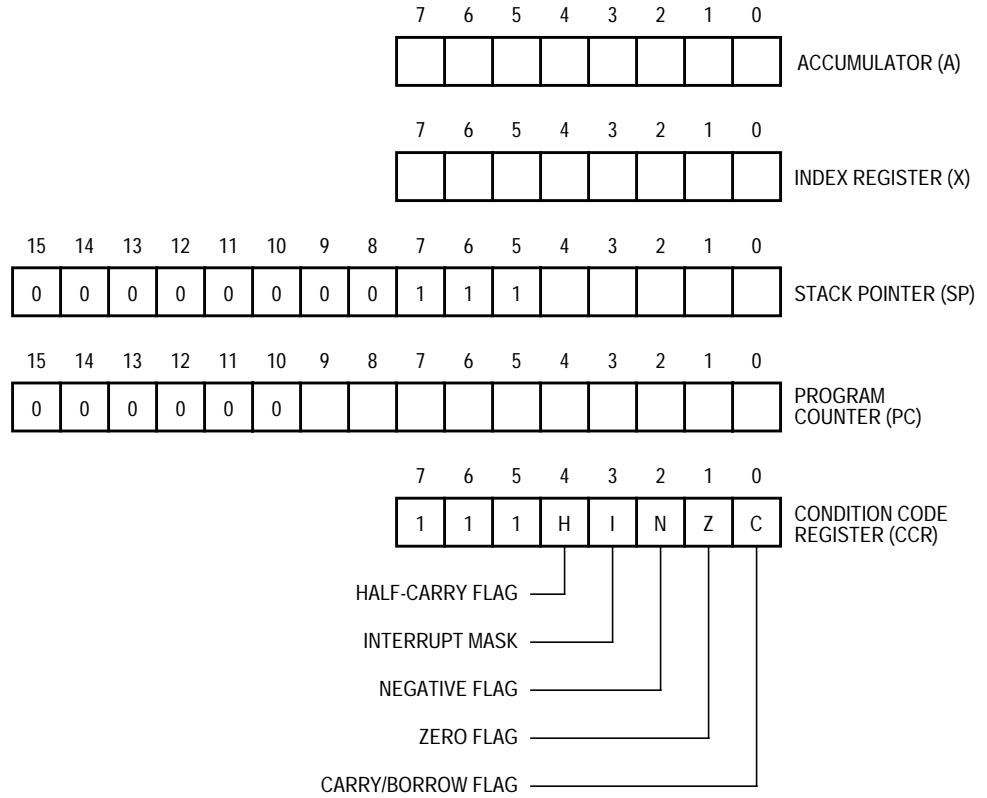 7 6 5 4 3 2 1 0
ACCUMULATOR (A)
7 6 5 4 3 2 1 0
INDEX REGISTER (X)
15 14 13 12 11 10 9 8 7 6 5 4 3 2 1 0
0 0 0 0 0 0 0 0 1 1 1
STACK POINTER (SP)
15 14 13 12 11 10 9 8 7 6 5 4 3 2 1 0
0 0 0 0 0 0
PROGRAM
COUNTER (PC)
7 6 5 4 3 2 1 0
1 1 1 H I N Z C
CONDITION CODE
REGISTER (CCR)
HALF-CARRY FLAG
INTERRUPT MASK
NEGATIVE FLAG
ZERO FLAG
CARRY/BORROW FLAG